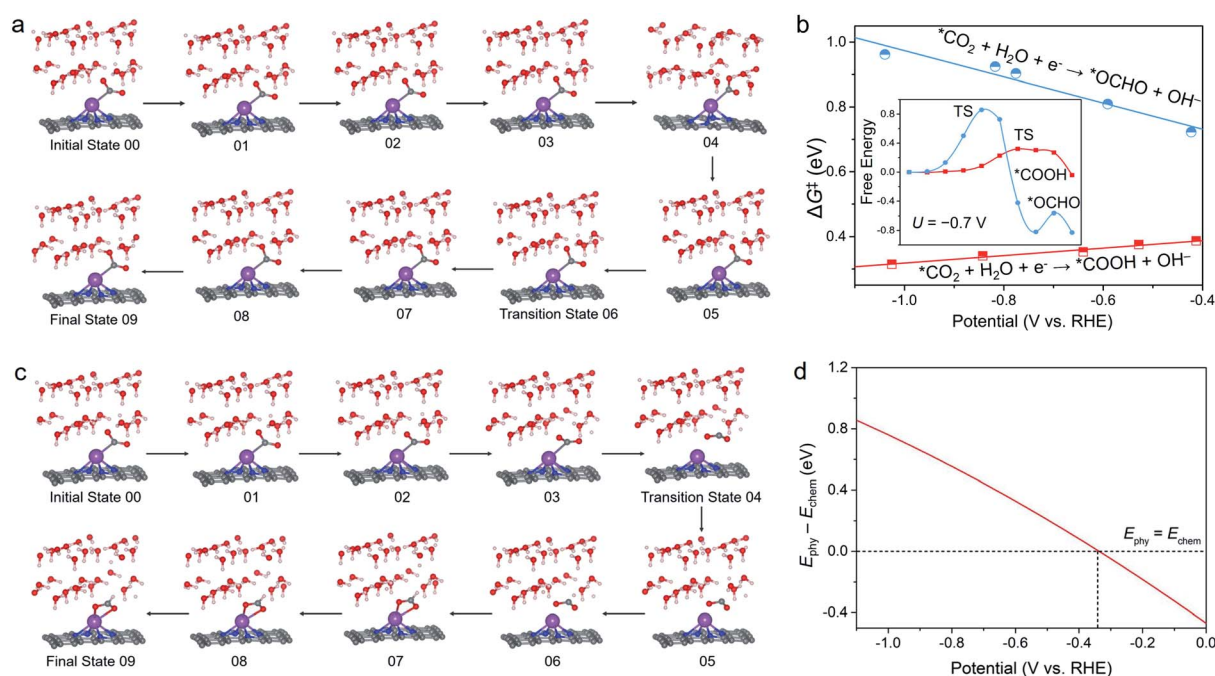 a
Initial State 00
01
02
03
04
Final State 09
08
07
Transition State 06
05
b
ΔG‡ (eV)
1.0
0.8
0.6
0.4
*CO2 + H2O + e- → *OCHO + OH−
Free Energy
0.8
0.4
0.0
-0.4
-0.8
TS
TS
*COOH
*OCHO
U = −0.7 V
*CO2 + H2O + e- → *COOH + OH−
-1.0
-0.8
-0.6
-0.4
Potential (V vs. RHE)
c
Initial State 00
01
02
03
Transition State 04
Final State 09
08
07
06
05
d
Ephy − Echem (eV)
1.2
0.8
0.4
0.0
-0.4
Ephy = Echem
-1.0
-0.8
-0.6
-0.4
-0.2
0.0
Potential (V vs. RHE)